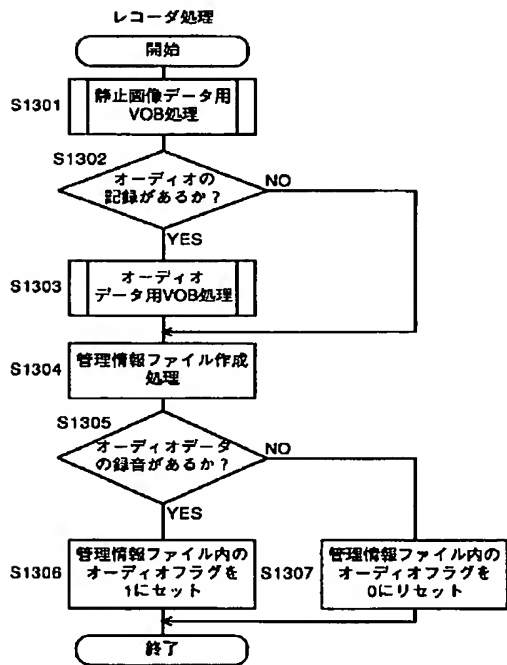 レコーダ処理
開始
S1301
静止画像データ用
VOB処理
S1302
オーディオの
記録があるか？
NO
YES
S1303
オーディオ
データ用VOB処理
S1304
管理情報ファイル作成
処理
S1305
オーディオデータ
の録音があるか？
NO
YES
S1306
管理情報ファイル内の
オーディオフラグを
1にセット
S1307
管理情報ファイル内の
オーディオフラグを
0にリセット
終了